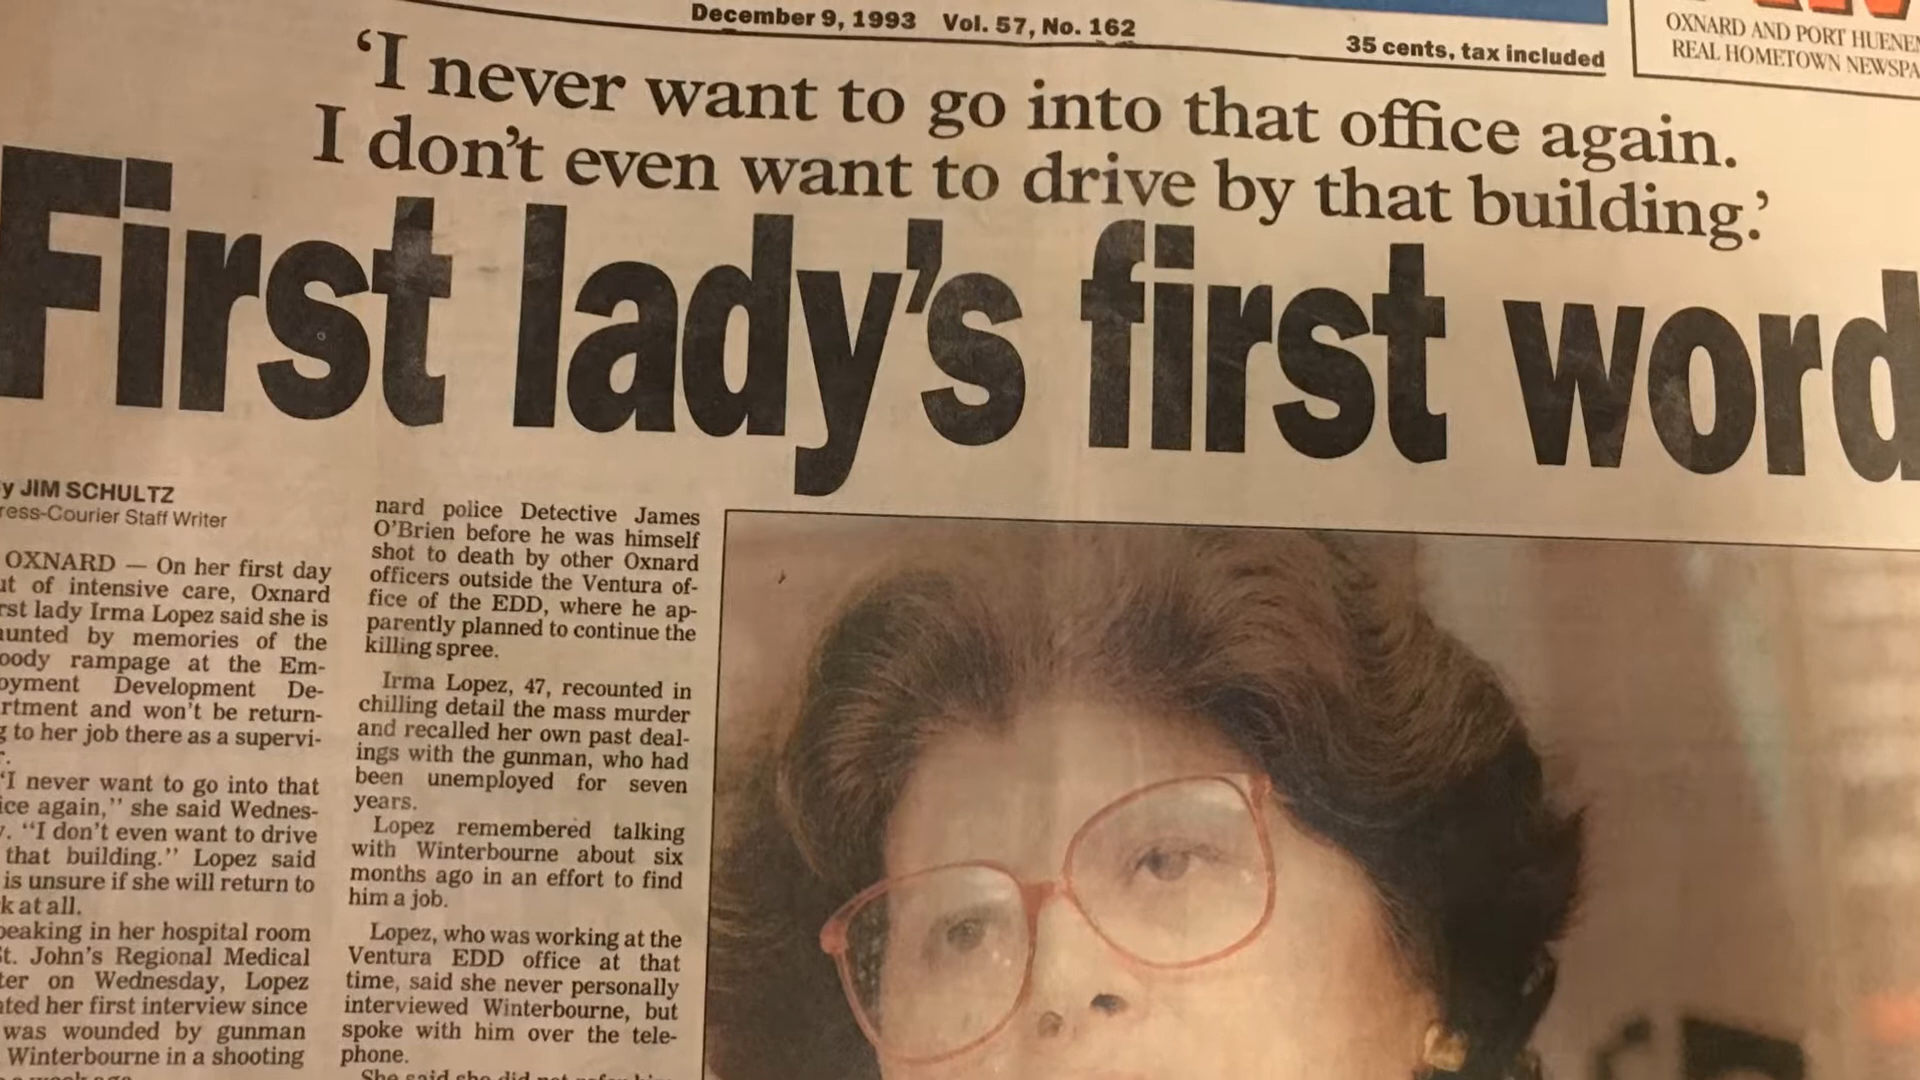 December 9, 1993 Vol. 57, No. 162
35 cents, tax included
OXNARD AND PORT HUENEM
REAL HOMETOWN NEWSPA
‘I never want to go into that office again.
I don’t even want to drive by that building.’
First lady’s first word
y JIM SCHULTZ
ress-Courier Staff Writer
OXNARD — On her first day
ut of intensive care, Oxnard
rst lady Irma Lopez said she is
aunted by memories of the
oody rampage at the Em-
oyment Development De-
rtment and won’t be return-
g to her job there as a supervi-
r.
“I never want to go into that
ice again,” she said Wednes-
y. “I don’t even want to drive
that building.” Lopez said
is unsure if she will return to
k at all.
peaking in her hospital room
St. John’s Regional Medical
ter on Wednesday, Lopez
nted her first interview since
was wounded by gunman
Winterbourne in a shooting
nard police Detective James
O’Brien before he was himself
shot to death by other Oxnard
officers outside the Ventura of-
fice of the EDD, where he ap-
parently planned to continue the
killing spree.
Irma Lopez, 47, recounted in
chilling detail the mass murder
and recalled her own past deal-
ings with the gunman, who had
been unemployed for seven
years.
Lopez remembered talking
with Winterbourne about six
months ago in an effort to find
him a job.
Lopez, who was working at the
Ventura EDD office at that
time, said she never personally
interviewed Winterbourne, but
spoke with him over the tele-
phone.
She said she did not refer him